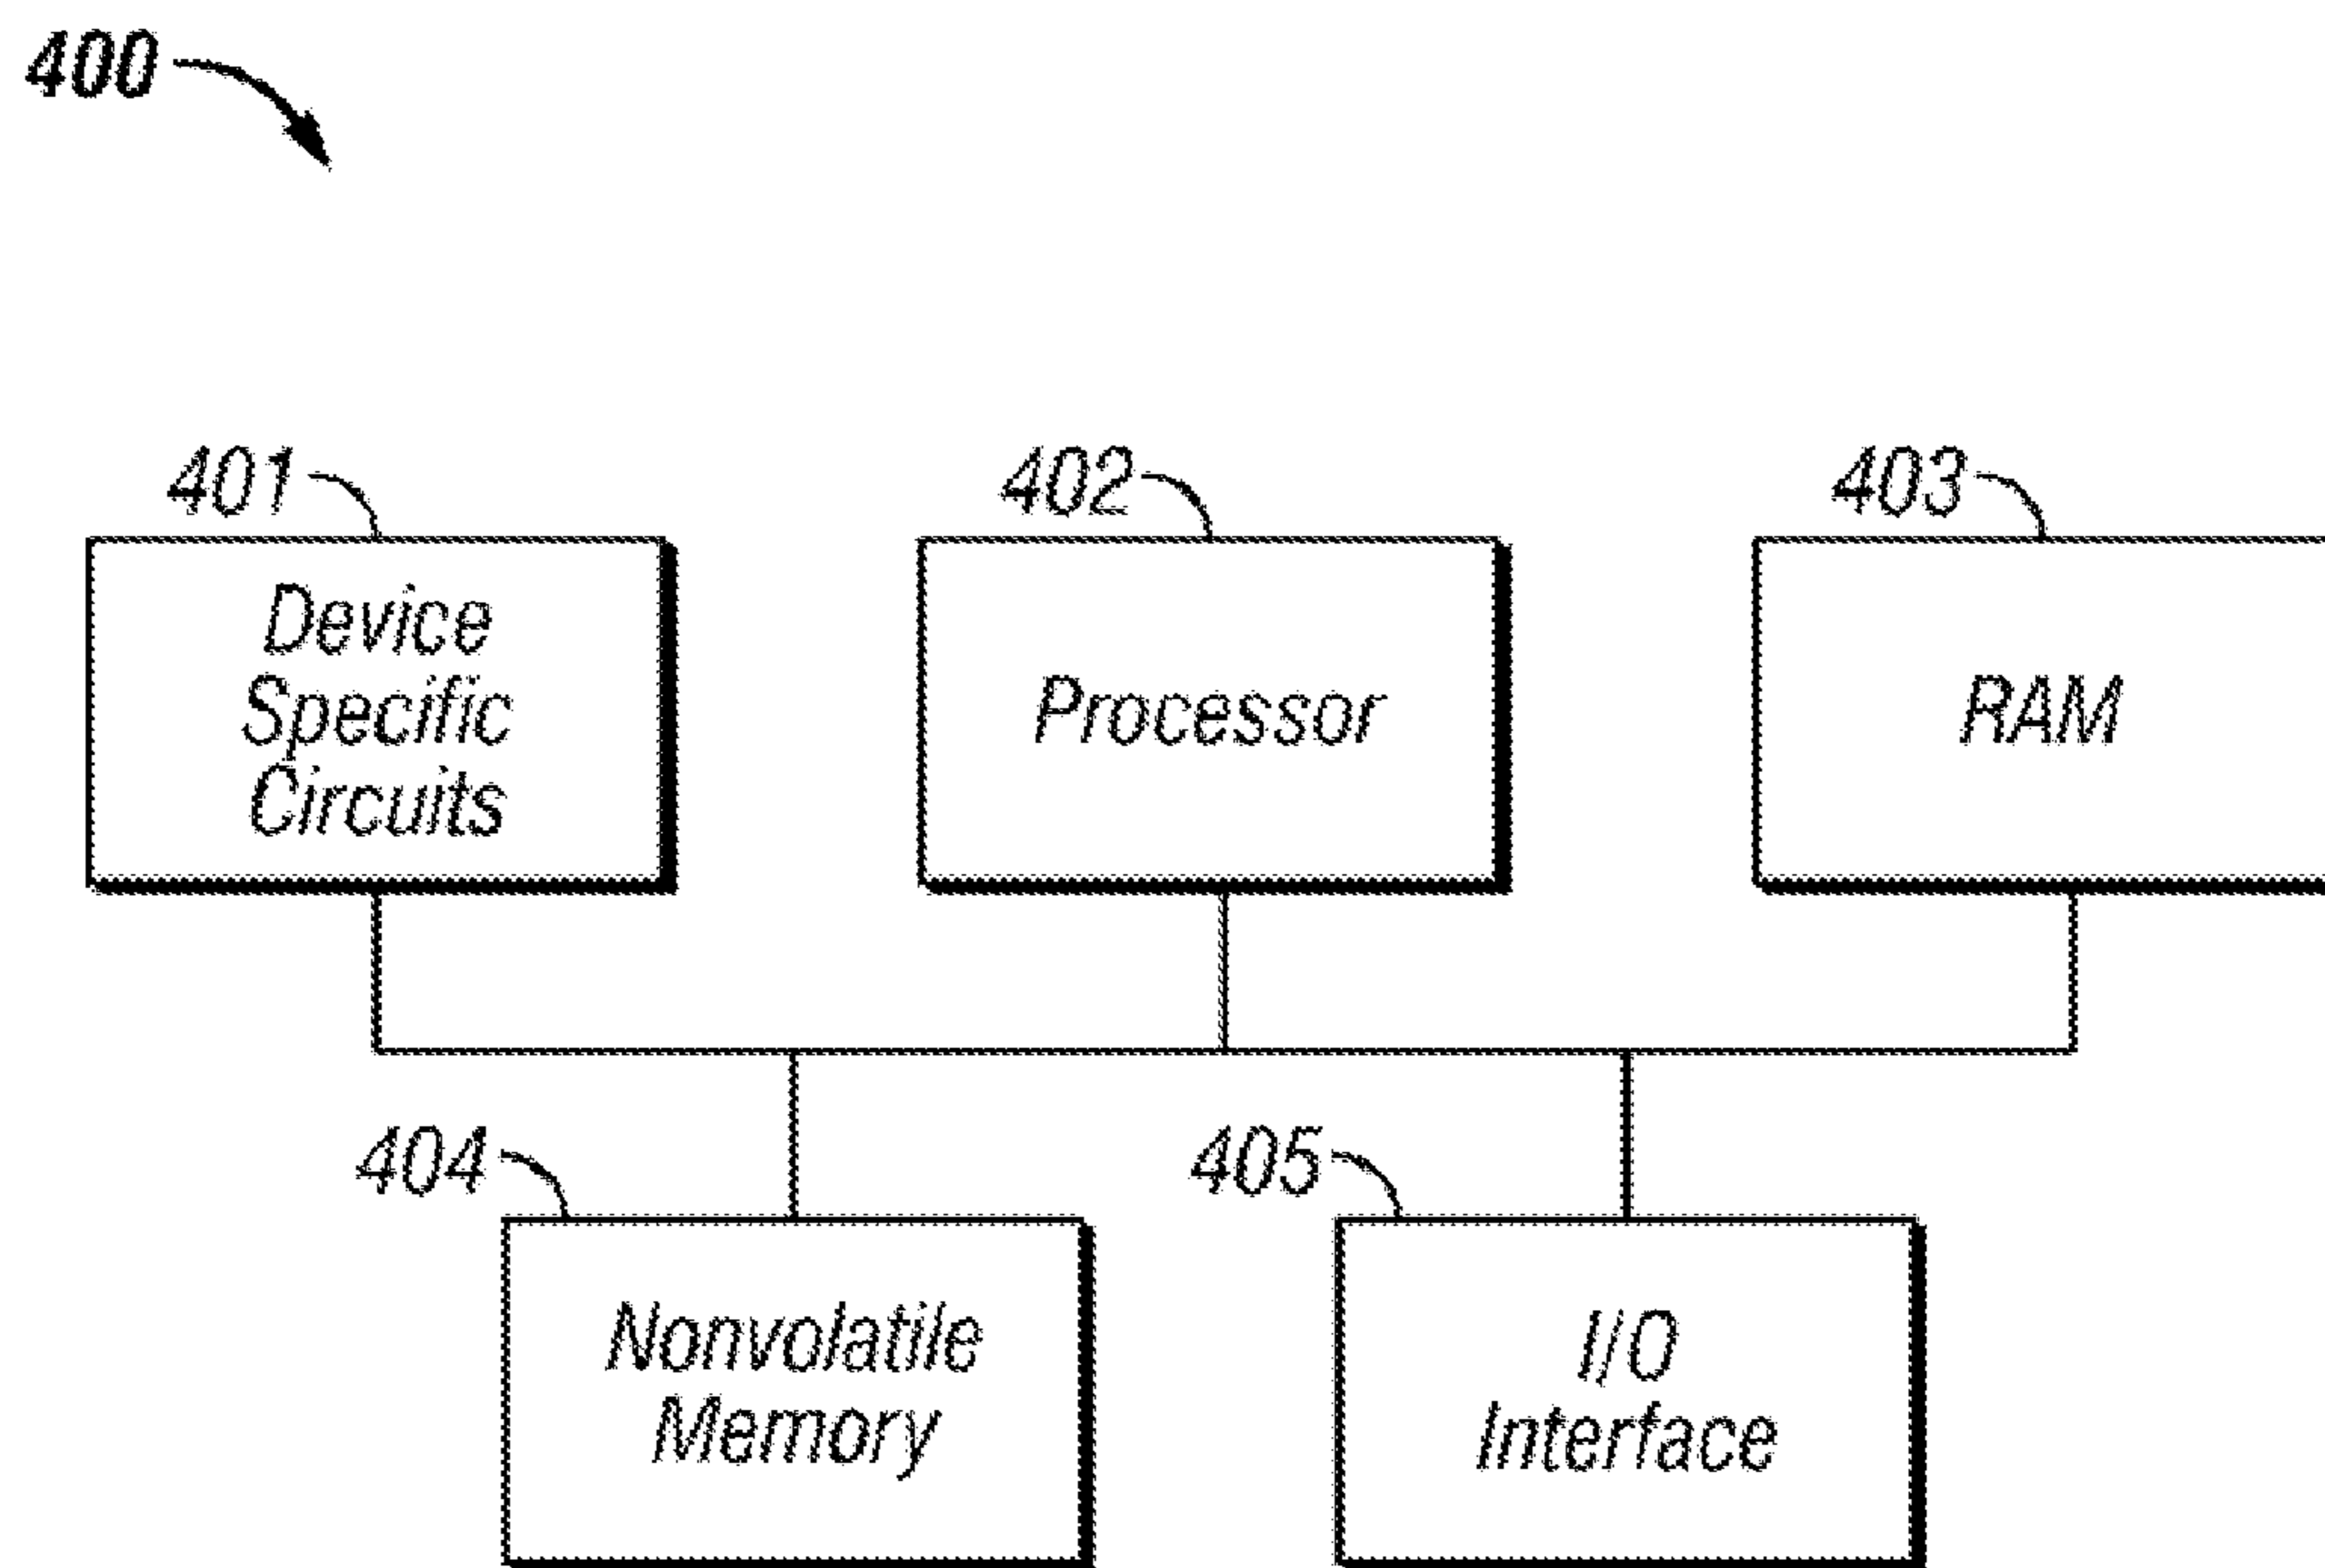 400
401
402
403
Device
Specific
Circuits
Processor
RAM
404
405
Nonvolatile
Memory
I/O
Interface